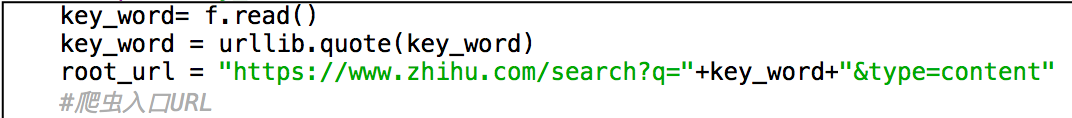 key_word= f.read()
key_word = urllib.quote(key_word)
root_url = "https://www.zhihu.com/search?q="+key_word+"&type=content"
#爬虫入口URL